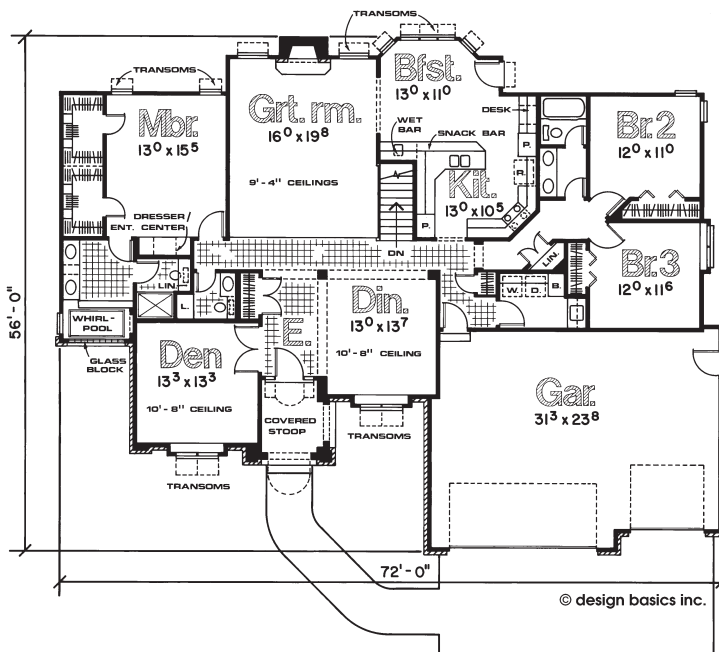 TRANSOMS
TRANSOMS
Bfst.
13⁰ x 11⁰
Grt. rm.
16⁰ x 19⁸
9'-4" CEILINGS
Mbr.
13⁰ x 15⁵
DESK
WET
BAR
SNACK BAR
P.
R.
Br. 2
12⁰ x 11⁰
Kit.
13⁰ x 10⁵
P.
DRESSER/
ENT. CENTER
DN
LIN.
Br. 3
12⁰ x 11⁶
LIN.
L.
W.
D.
B.
Din.
13⁰ x 13⁷
10'-8" CEILING
E.
WHIRL-
POOL
GLASS
BLOCK
Den
13³ x 13³
10'-8" CEILING
Gar.
31³ x 23⁸
COVERED
STOOP
TRANSOMS
TRANSOMS
56'-0"
72'-0"
© design basics inc.